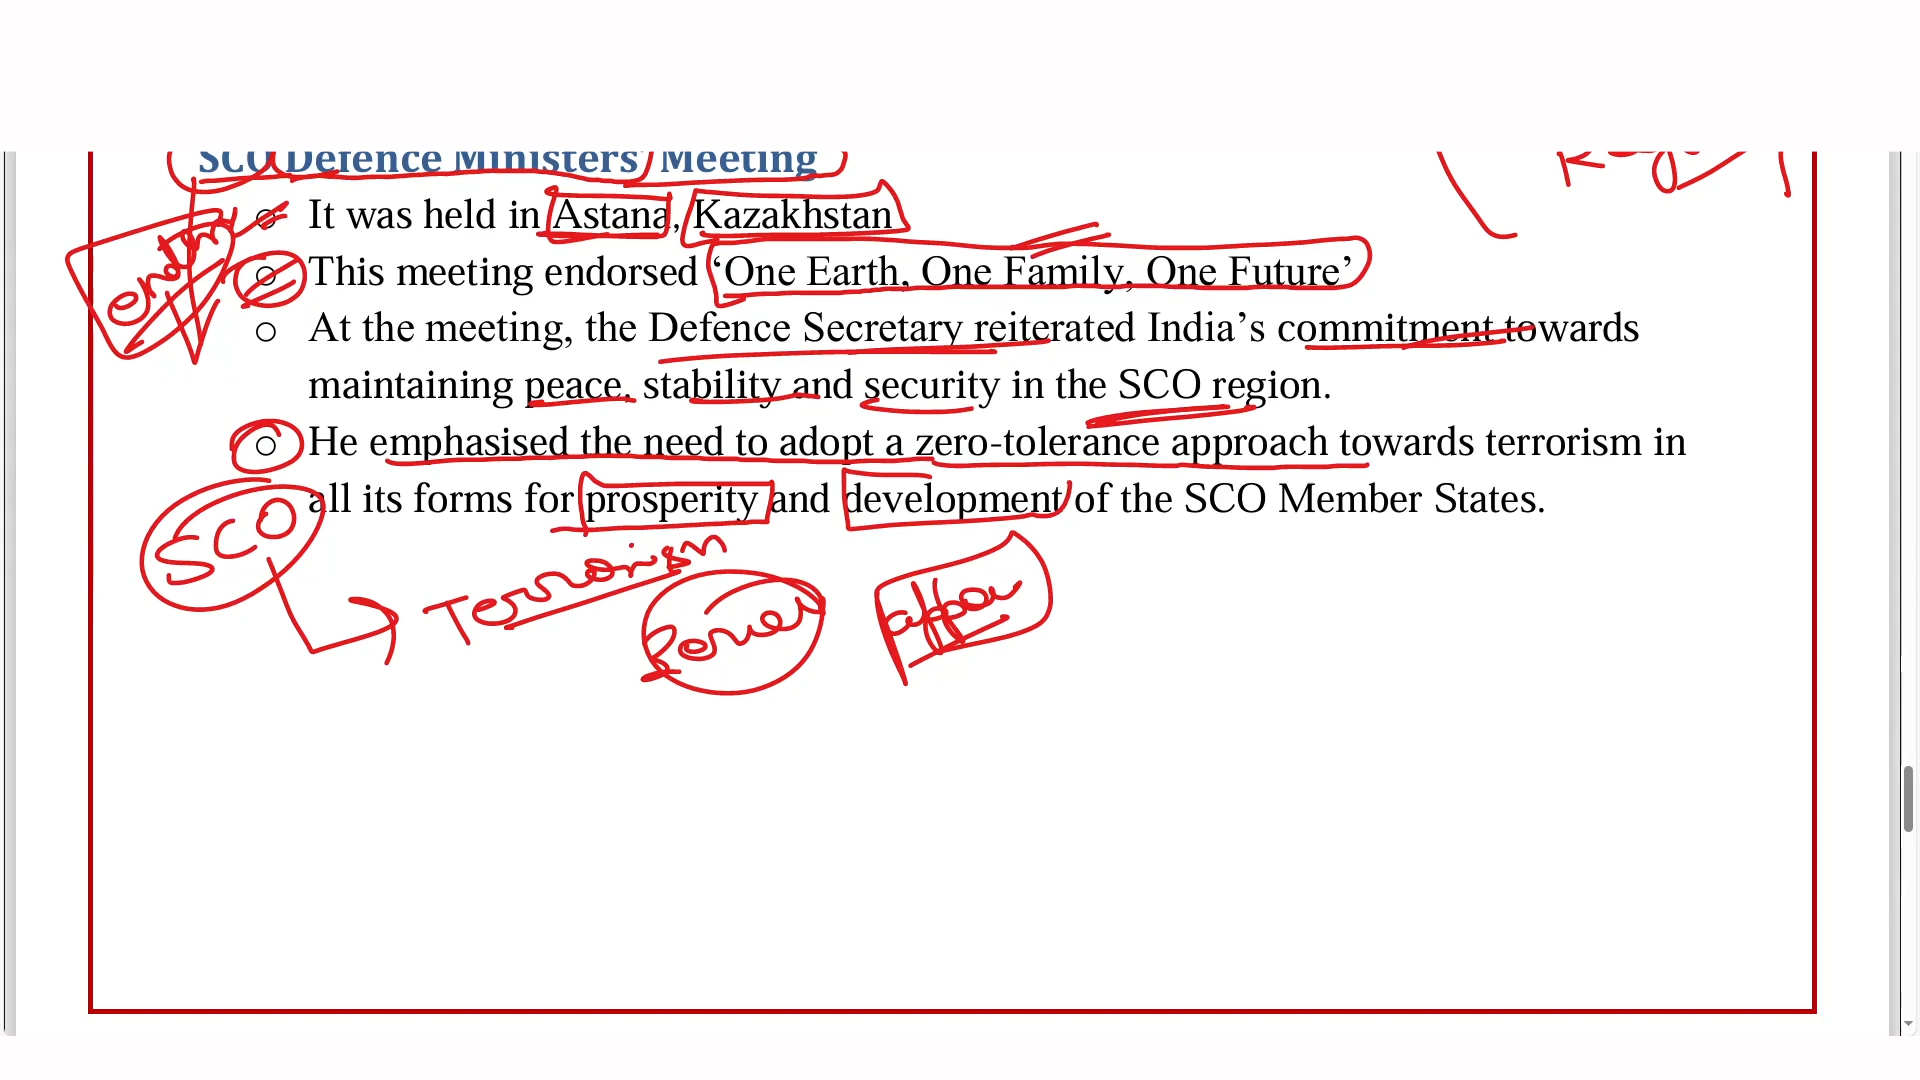 SCO Defence Ministers' Meeting
o It was held in Astana, Kazakhstan
o This meeting endorsed ‘One Earth, One Family, One Future’
o At the meeting, the Defence Secretary reiterated India’s commitment towards
maintaining peace, stability and security in the SCO region.
o He emphasised the need to adopt a zero-tolerance approach towards terrorism in
all its forms for prosperity and development of the SCO Member States.
SCO
Terrorism